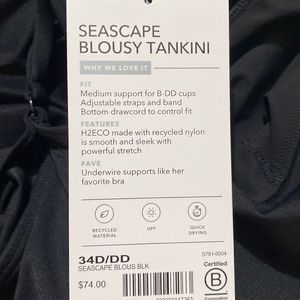 SEASCAPE
BLOUSY TANKINI
WHY WE LOVE IT
FIT
Medium support for B-DD cups
Adjustable straps and band
Bottom drawcord to control fit
FEATURES
H2ECO made with recycled nylon
is smooth and sleek with
powerful stretch
FAVE
Underwire supports like her
favorite bra
RECYCLED
MATERIAL
UPF
QUICK
DRYING
S781-0004
34D/DD
SEASCAPE BLOUS BLK
$74.00
Certified
B
Corporation